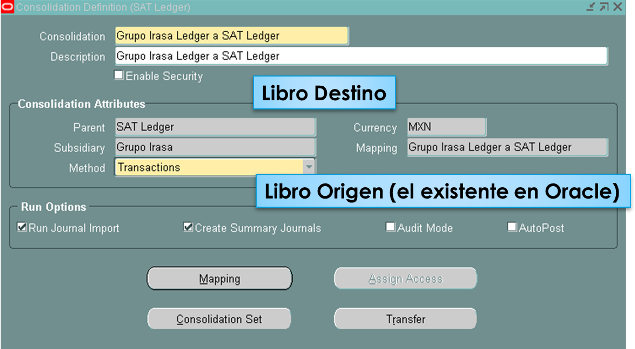 Consolidation Definition (SAT Ledger)
Consolidation Grupo Irasa Ledger a SAT Ledger
Description Grupo Irasa Ledger a SAT Ledger
Enable Security
Libro Destino
Consolidation Attributes
Parent SAT Ledger Currency MXN
Subsidiary Grupo Irasa Mapping Grupo Irasa Ledger a SAT Ledger
Method Transactions
Libro Origen (el existente en Oracle)
Run Options
Run Journal Import Create Summary Journals Audit Mode AutoPost
Mapping Assign Access
Consolidation Set Transfer